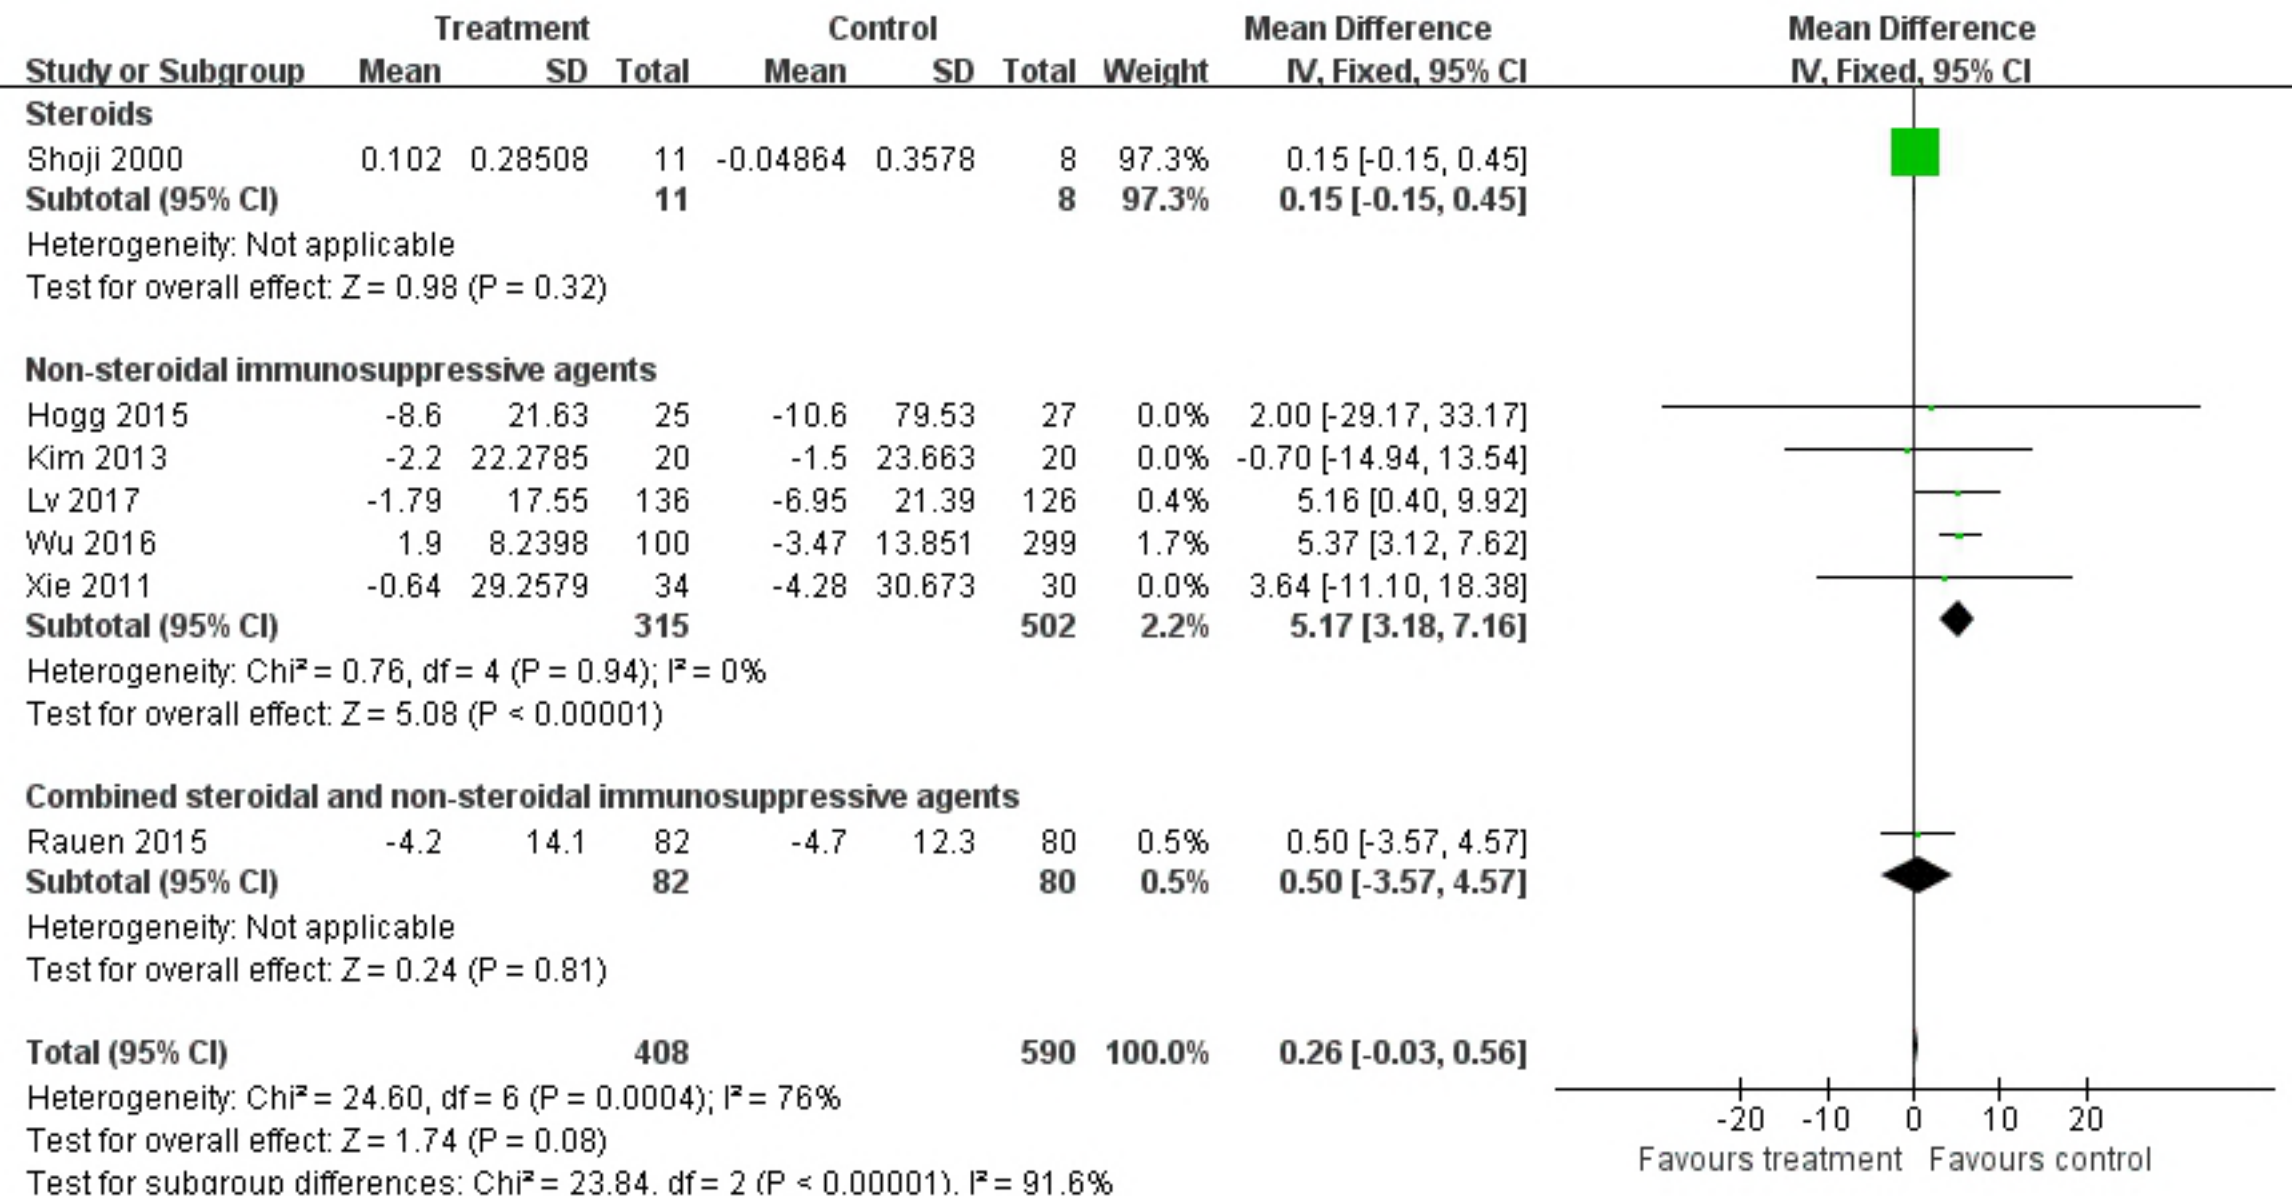 Treatment Control Mean Difference Mean Difference
Study or Subgroup Mean SD Total Mean SD Total Weight IV, Fixed, 95% CI IV, Fixed, 95% CI
Steroids
Shoji 2000 0.102 0.28508 11 -0.04864 0.3578 8 97.3% 0.15 [-0.15, 0.45]
Subtotal (95% CI) 11 8 97.3% 0.15 [-0.15, 0.45]
Heterogeneity: Not applicable
Test for overall effect: Z = 0.98 (P = 0.32)
Non-steroidal immunosuppressive agents
Hogg 2015 -8.6 21.63 25 -10.6 79.53 27 0.0% 2.00 [-29.17, 33.17]
Kim 2013 -2.2 22.2785 20 -1.5 23.663 20 0.0% -0.70 [-14.94, 13.54]
Lv 2017 -1.79 17.55 136 -6.95 21.39 126 0.4% 5.16 [0.40, 9.92]
Wu 2016 1.9 8.2398 100 -3.47 13.851 299 1.7% 5.37 [3.12, 7.62]
Xie 2011 -0.64 29.2579 34 -4.28 30.673 30 0.0% 3.64 [-11.10, 18.38]
Subtotal (95% CI) 315 502 2.2% 5.17 [3.18, 7.16]
Heterogeneity: Chi² = 0.76, df = 4 (P = 0.94); I² = 0%
Test for overall effect: Z = 5.08 (P < 0.00001)
Combined steroidal and non-steroidal immunosuppressive agents
Rauen 2015 -4.2 14.1 82 -4.7 12.3 80 0.5% 0.50 [-3.57, 4.57]
Subtotal (95% CI) 82 80 0.5% 0.50 [-3.57, 4.57]
Heterogeneity: Not applicable
Test for overall effect: Z = 0.24 (P = 0.81)
Total (95% CI) 408 590 100.0% 0.26 [-0.03, 0.56]
Heterogeneity: Chi² = 24.60, df = 6 (P = 0.0004); I² = 76%
Test for overall effect: Z = 1.74 (P = 0.08)
Test for subgroup differences: Chi² = 23.84, df = 2 (P < 0.00001), I² = 91.6%
-20 -10 0 10 20
Favours treatment Favours control